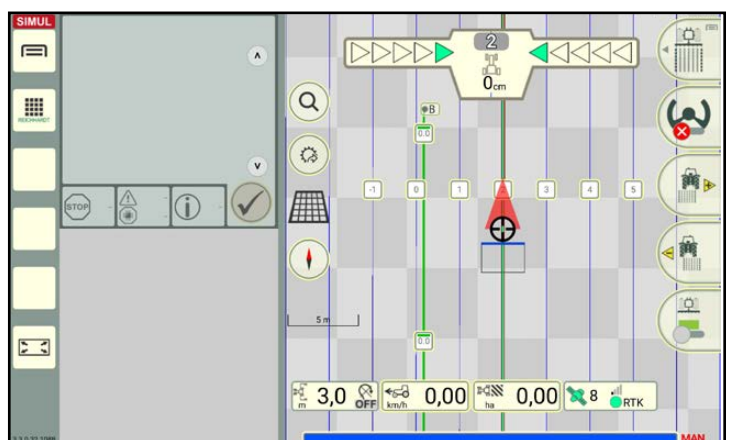 SIMUL
2
0cm
REICHHARDT
B
0.0
-1 0 1 2 3 4 5
STOP
5 m
0.0
m 3,0 OFF km/h 0,00 ha 0,00 8 RTK
MAN